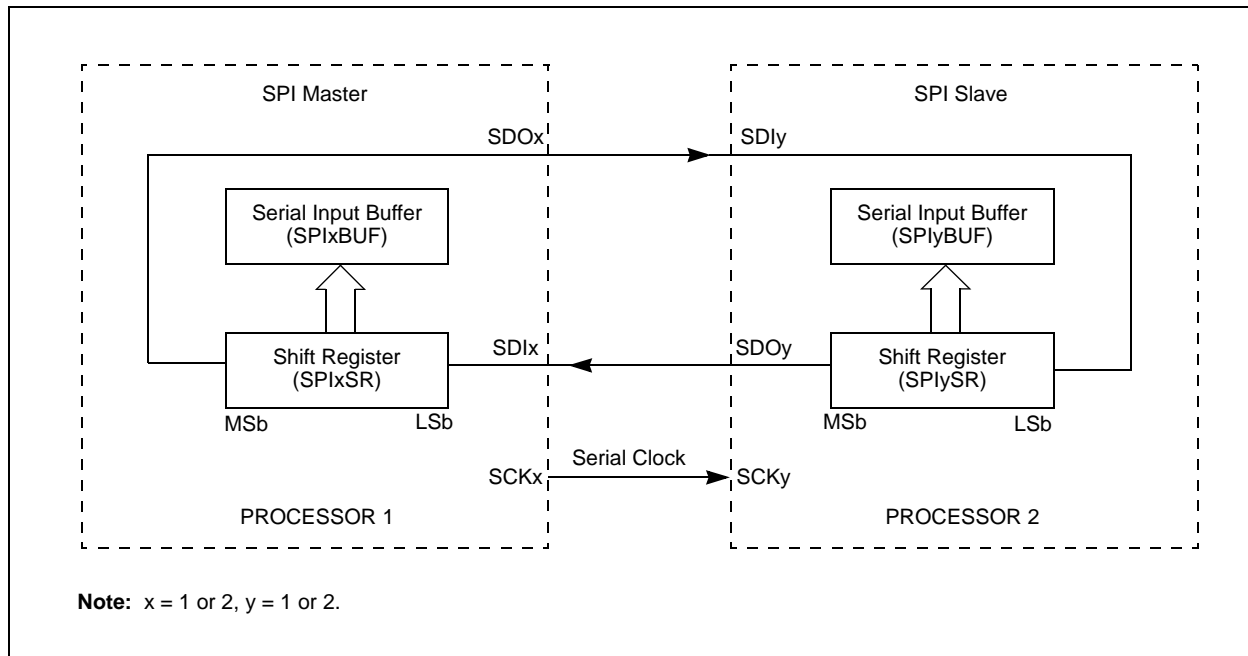 SPI Master
SPI Slave
SDOx
SDIy
Serial Input Buffer
(SPIxBUF)
Serial Input Buffer
(SPIyBUF)
Shift Register
(SPIxSR)
SDIx
SDOy
Shift Register
(SPIySR)
MSb
LSb
MSb
LSb
Serial Clock
SCKx
SCKy
PROCESSOR 1
PROCESSOR 2
Note: x = 1 or 2, y = 1 or 2.